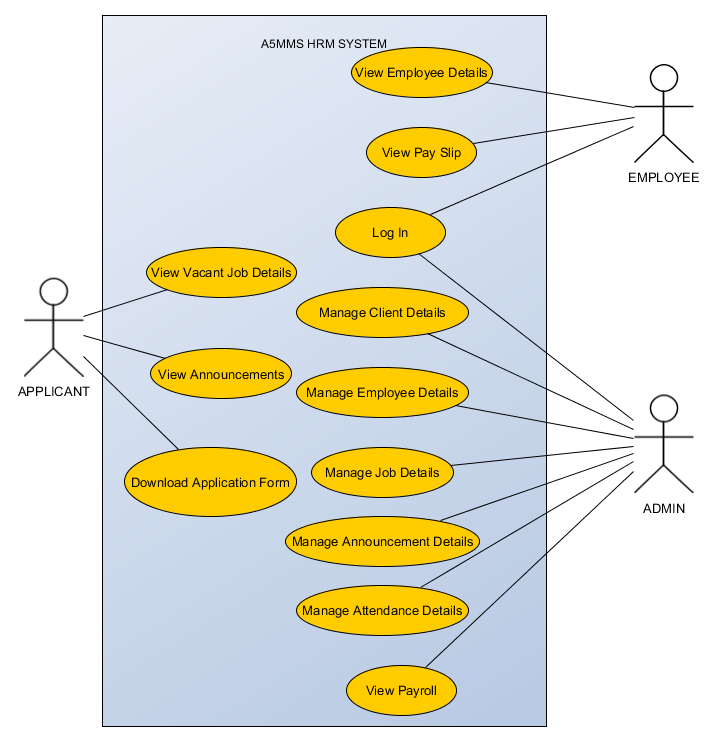 A5MMS HRM SYSTEM
View Employee Details
View Pay Slip
EMPLOYEE
Log In
View Vacant Job Details
Manage Client Details
View Announcements
APPLICANT
Manage Employee Details
Manage Job Details
Download Application Form
ADMIN
Manage Announcement Details
Manage Attendance Details
View Payroll